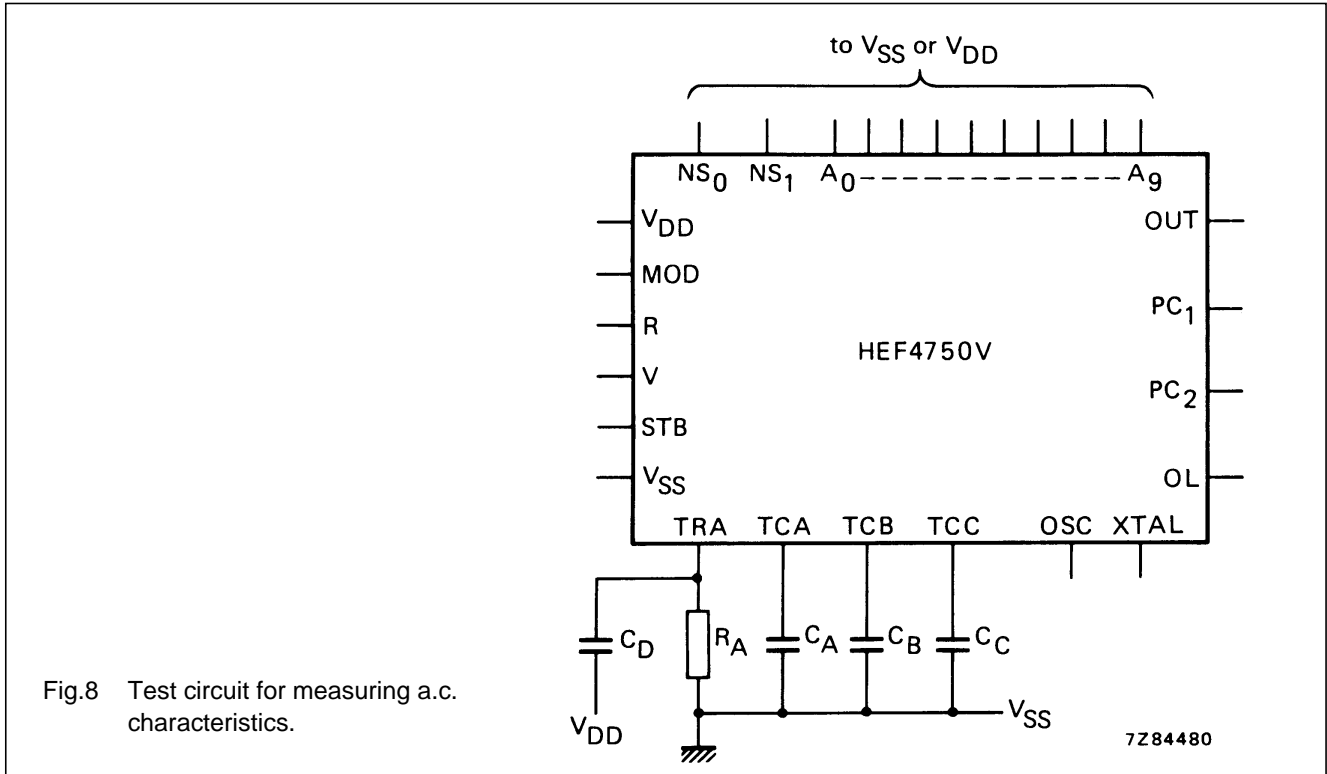 to VSS or VDD
NS0 NS1 A0 A9
VDD
MOD
R
V
STB
VSS
OUT
PC1
PC2
OL
HEF4750V
TRA TCA TCB TCC OSC XTAL
CD RA CA CB CC
VDD
VSS
7Z84480
Fig.8 Test circuit for measuring a.c.
characteristics.